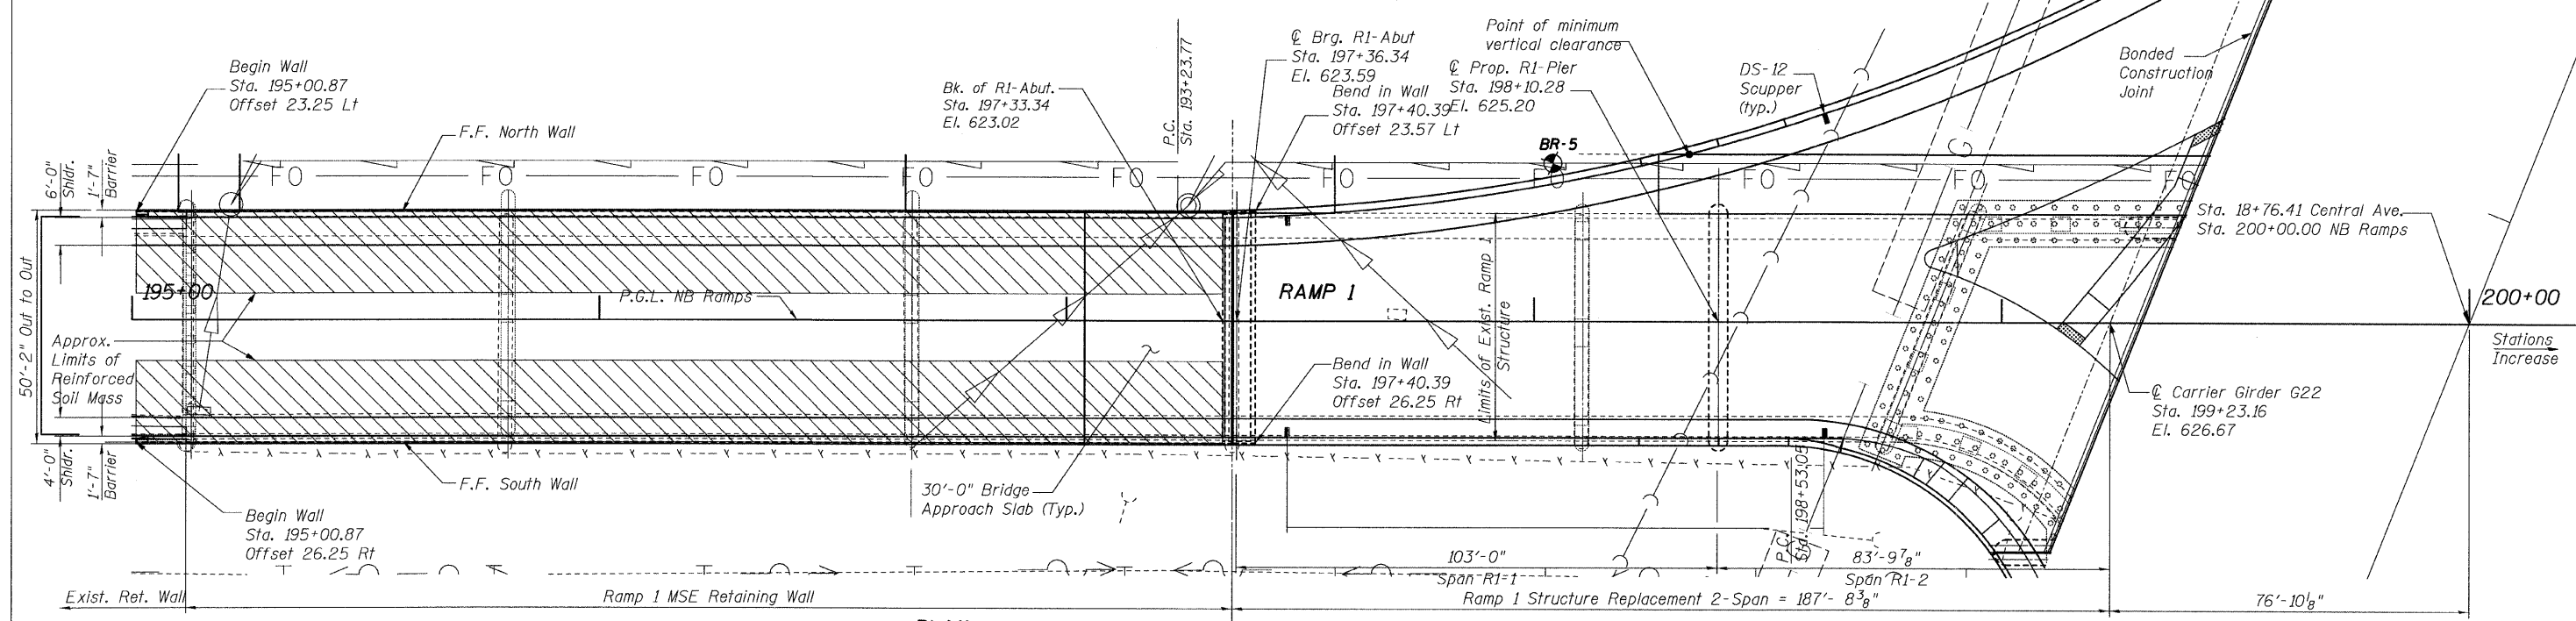 Begin Wall
Sta. 195+00.87
Offset 23.25 Lt
F.F. North Wall
Bk. of R1-Abut.
Sta. 197+33.34
El. 623.02
P.C.
Sta. 193+23.77
℄ Brg. R1-Abut
Sta. 197+36.34
El. 623.59
Bend in Wall
Sta. 197+40.39
Offset 23.57 Lt
Point of minimum
vertical clearance
℄ Prop. R1-Pier
Sta. 198+10.28
El. 625.20
DS-12
Scupper
(typ.)
Bonded
Construction
Joint
BR-5
6'-0"
Shldr.
1'-7"
Barrier
FO
FO
FO
FO
FO
FO
FO
FO
FO
FO
G
Sta. 18+76.41 Central Ave.
Sta. 200+00.00 NB Ramps
50'-2" Out to Out
195+00
P.G.L. NB Ramps
RAMP 1
Limits of Exist. Ramp 1
Structure
200+00
Stations
Increase
Approx.
Limits of
Reinforced
Soil Mass
Bend in Wall
Sta. 197+40.39
Offset 26.25 Rt
℄ Carrier Girder G22
Sta. 199+23.16
El. 626.67
4'-0"
Shldr.
1'-7"
Barrier
F.F. South Wall
30'-0" Bridge
Approach Slab (Typ.)
Begin Wall
Sta. 195+00.87
Offset 26.25 Rt
P.C.
Sta. 198+53.05
103'-0"
Span R1-1
83'-9⅞"
Span R1-2
Exist. Ret. Wall
Ramp 1 MSE Retaining Wall
Ramp 1 Structure Replacement 2-Span = 187'-8⅜"
76'-10⅛"